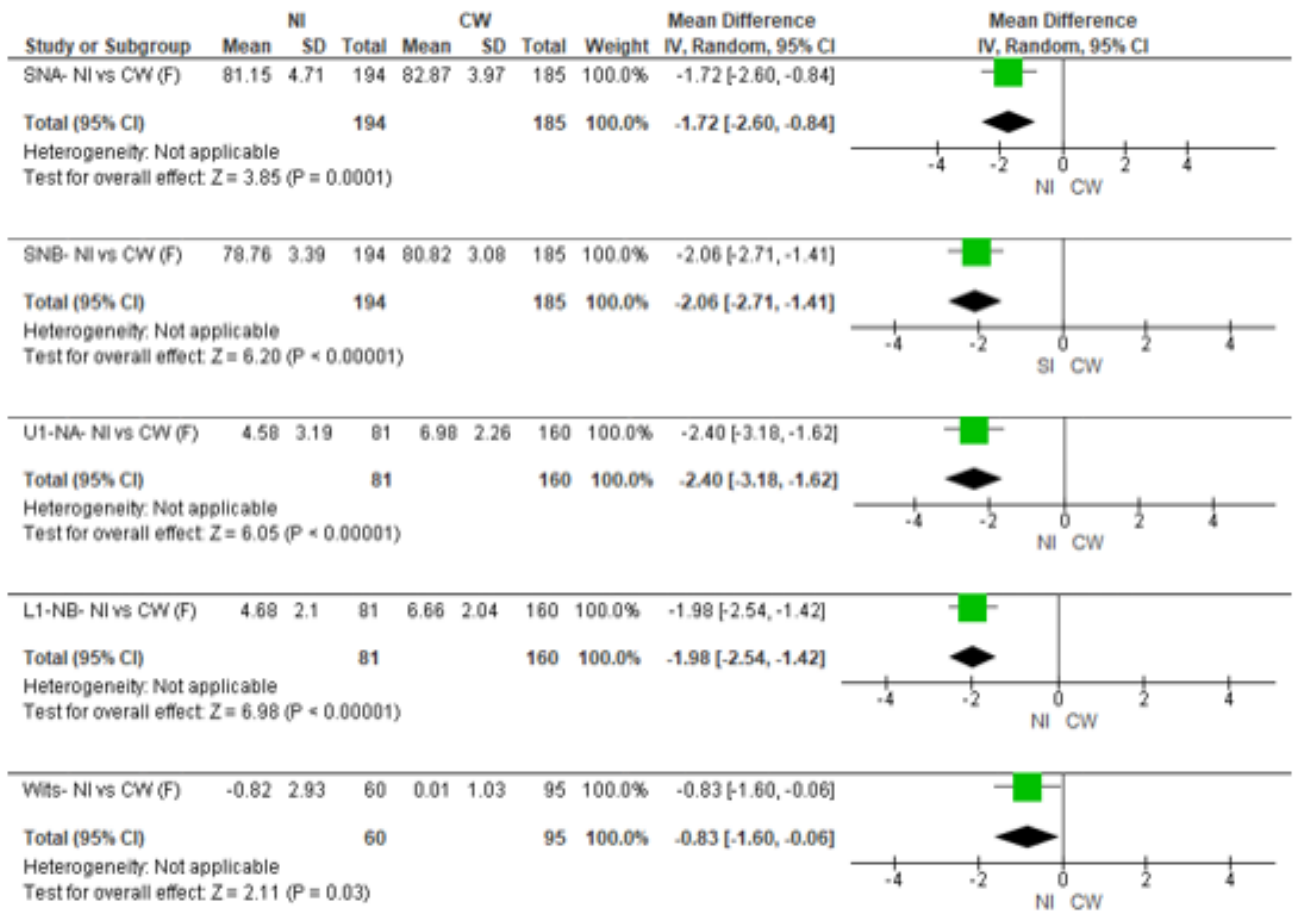 NI CW Mean Difference Mean Difference
Study or Subgroup Mean SD Total Mean SD Total Weight IV, Random, 95% CI IV, Random, 95% CI
SNA- NI vs CW (F) 81.15 4.71 194 82.87 3.97 185 100.0% -1.72 [-2.60, -0.84]
Total (95% CI) 194 185 100.0% -1.72 [-2.60, -0.84]
Heterogeneity: Not applicable
Test for overall effect: Z = 3.85 (P = 0.0001)
-4 -2 0 2 4
NI CW
SNB- NI vs CW (F) 78.76 3.39 194 80.82 3.08 185 100.0% -2.06 [-2.71, -1.41]
Total (95% CI) 194 185 100.0% -2.06 [-2.71, -1.41]
Heterogeneity: Not applicable
Test for overall effect: Z = 6.20 (P < 0.00001)
-4 -2 0 2 4
SI CW
U1-NA- NI vs CW (F) 4.58 3.19 81 6.98 2.26 160 100.0% -2.40 [-3.18, -1.62]
Total (95% CI) 81 160 100.0% -2.40 [-3.18, -1.62]
Heterogeneity: Not applicable
Test for overall effect: Z = 6.05 (P < 0.00001)
-4 -2 0 2 4
NI CW
L1-NB- NI vs CW (F) 4.68 2.1 81 6.66 2.04 160 100.0% -1.98 [-2.54, -1.42]
Total (95% CI) 81 160 100.0% -1.98 [-2.54, -1.42]
Heterogeneity: Not applicable
Test for overall effect: Z = 6.98 (P < 0.00001)
-4 -2 0 2 4
NI CW
Wits- NI vs CW (F) -0.82 2.93 60 0.01 1.03 95 100.0% -0.83 [-1.60, -0.06]
Total (95% CI) 60 95 100.0% -0.83 [-1.60, -0.06]
Heterogeneity: Not applicable
Test for overall effect: Z = 2.11 (P = 0.03)
-4 -2 0 2 4
NI CW